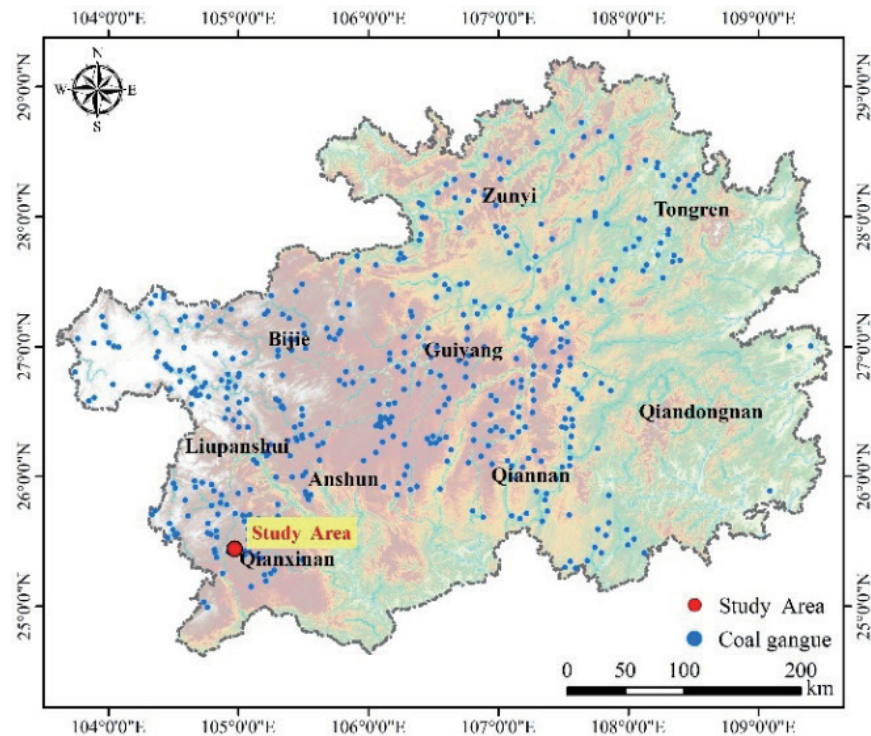 104°0'0"E 105°0'0"E 106°0'0"E 107°0'0"E 108°0'0"E 109°0'0"E
N
W E
S
29°0'0"N 29°0'0"N
28°0'0"N 28°0'0"N
27°0'0"N 27°0'0"N
26°0'0"N 26°0'0"N
25°0'0"N 25°0'0"N
Zunyi
Tongren
Bijie
Guiyang
Qiandongnan
Liupanshui
Anshun
Qiannan
Study Area
Qianxinan
Study Area
Coal gangue
0 50 100 200
km
104°0'0"E 105°0'0"E 106°0'0"E 107°0'0"E 108°0'0"E 109°0'0"E